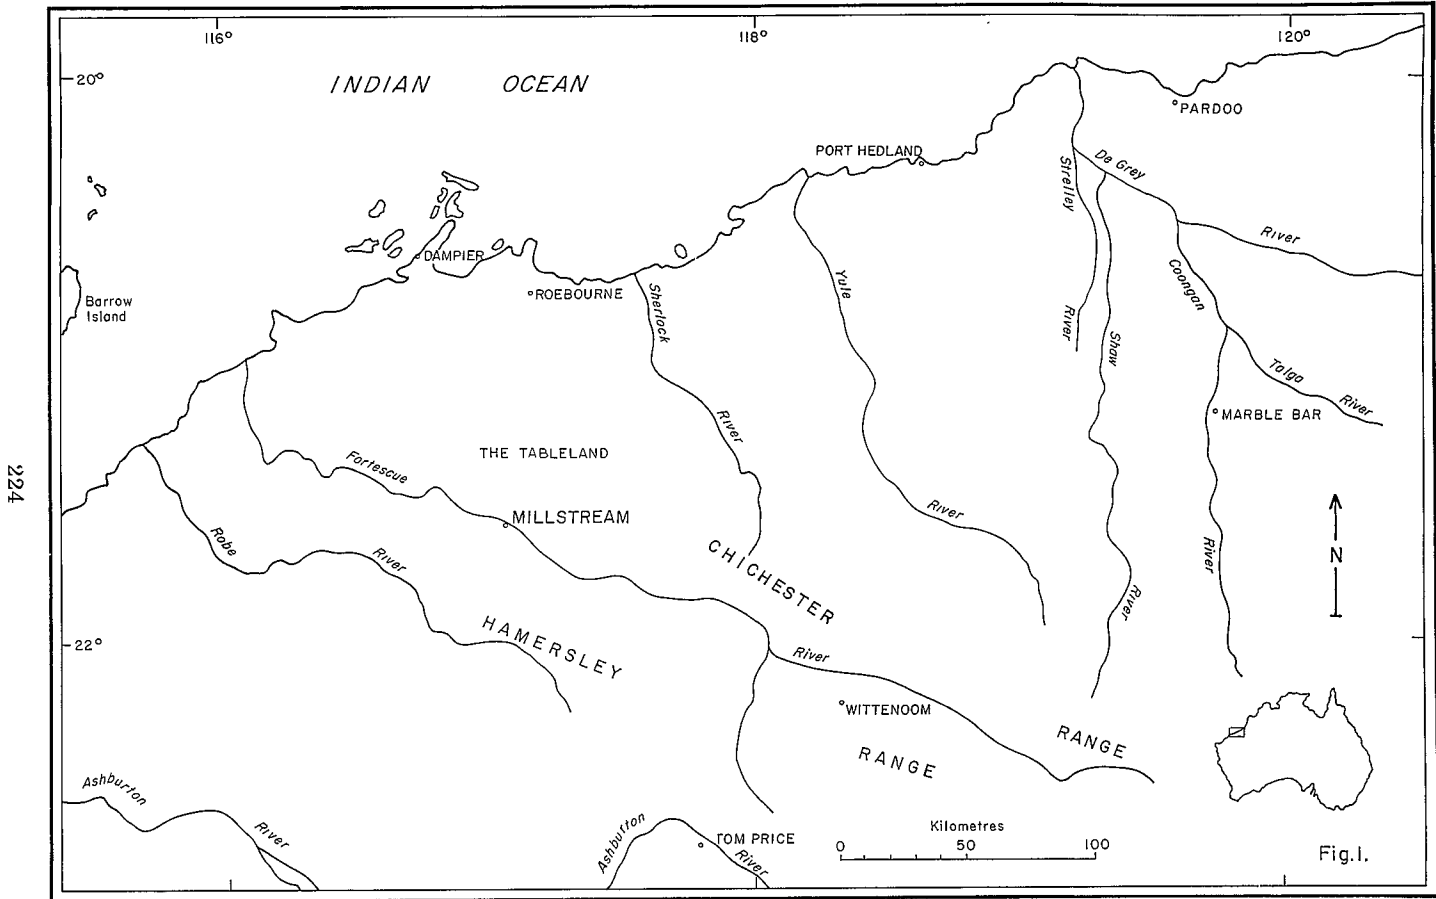 116°
118°
120°
20°
INDIAN OCEAN
PARDOO
PORT HEDLAND
De Grey
River
Strelley
River
DAMPIER
Barrow
Island
ROEBOURNE
Sherlock
River
Yule
River
Coongan
River
Shaw
River
Talga
River
MARBLE BAR
THE TABLELAND
Fortescue
River
MILLSTREAM
224
Robe
River
CHICHESTER
RANGE
N
22°
HAMERSLEY
RANGE
WITTENOOM
Ashburton
River
Ashburton
River
TOM PRICE
Kilometres
0 50 100
Fig.1.